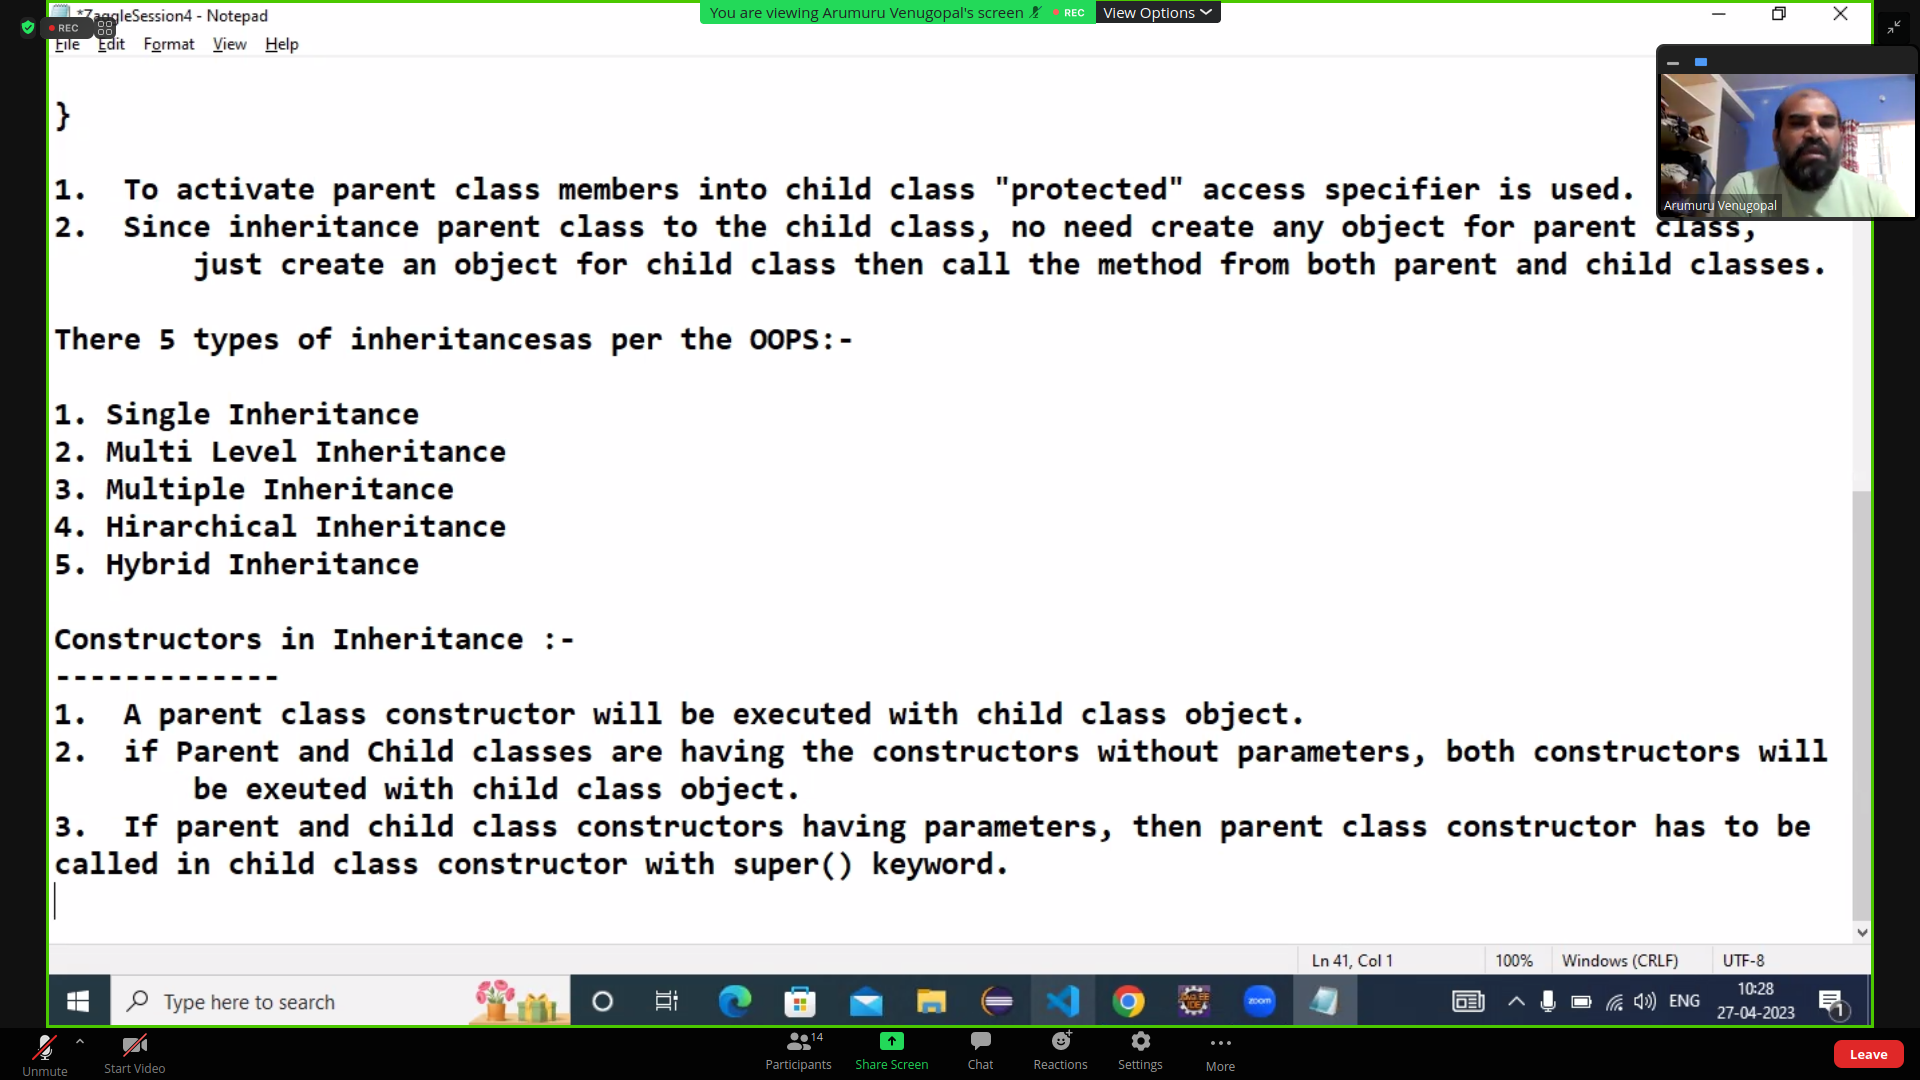 *ZaggleSession4 - Notepad
You are viewing Arumuru Venugopal's screen
REC
View Options
REC
File Edit Format View Help
}
Arumuru Venugopal
1. To activate parent class members into child class "protected" access specifier is used.
2. Since inheritance parent class to the child class, no need create any object for parent class,
just create an object for child class then call the method from both parent and child classes.
There 5 types of inheritancesas per the OOPS:-
1. Single Inheritance
2. Multi Level Inheritance
3. Multiple Inheritance
4. Hirarchical Inheritance
5. Hybrid Inheritance
Constructors in Inheritance :-
-------------
1. A parent class constructor will be executed with child class object.
2. if Parent and Child classes are having the constructors without parameters, both constructors will
be exeuted with child class object.
3. If parent and child class constructors having parameters, then parent class constructor has to be
called in child class constructor with super() keyword.
Ln 41, Col 1 100% Windows (CRLF) UTF-8
Type here to search
zoom
ENG
10:28
27-04-2023
1
Unmute
Start Video
14
Participants
Share Screen
Chat
Reactions
Settings
More
Leave